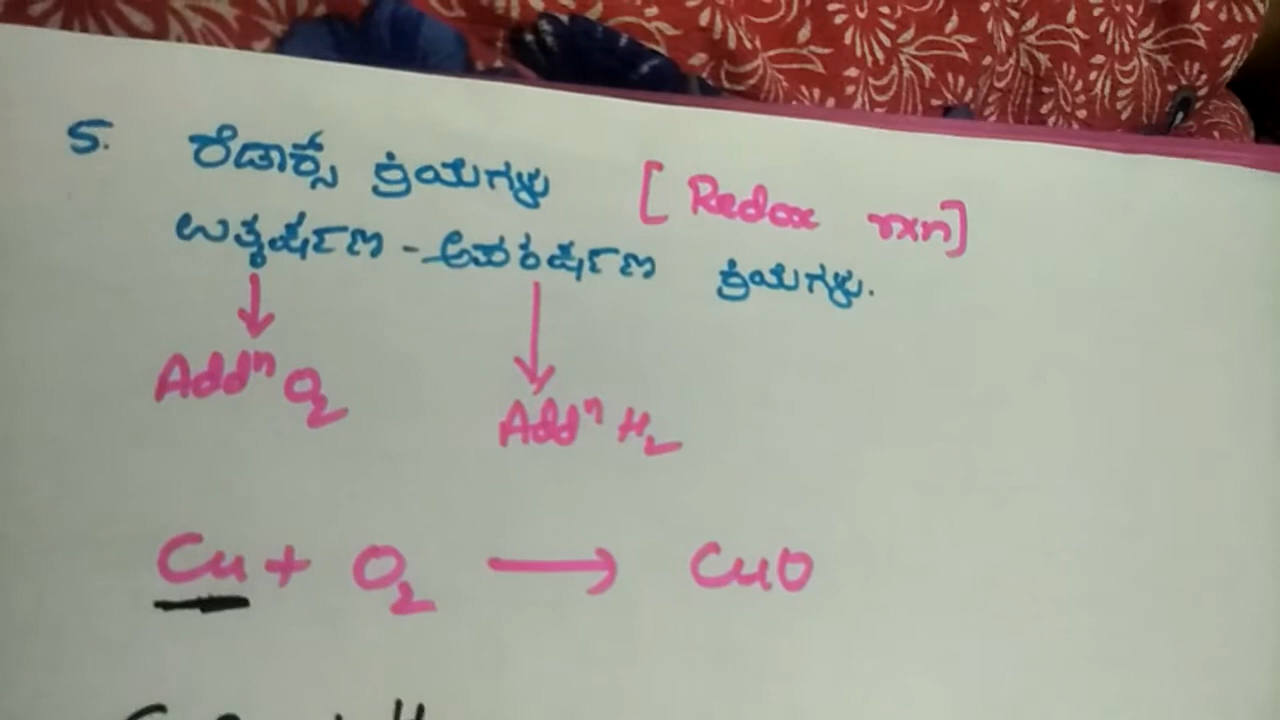 5. ರೆಡಾಕ್ಸ್ ಕ್ರಿಯೆಗಳು [ Redox rxn]
ಉತ್ಕರ್ಷಣ - ಅಪಕರ್ಷಣ ಕ್ರಿಯೆಗಳು.
↓ ↓
Addⁿ O₂ Addⁿ H₂
Cu + O₂ → CuO